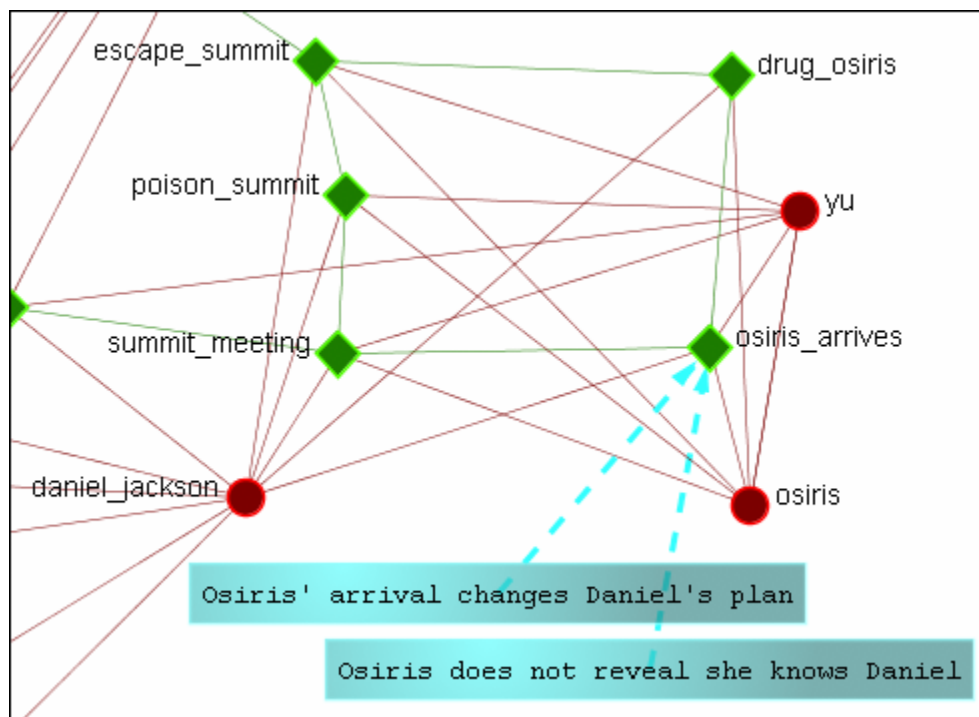 escape_summit
drug_osiris
poison_summit
yu
summit_meeting
osiris_arrives
daniel_jackson
osiris
Osiris' arrival changes Daniel's plan
Osiris does not reveal she knows Daniel